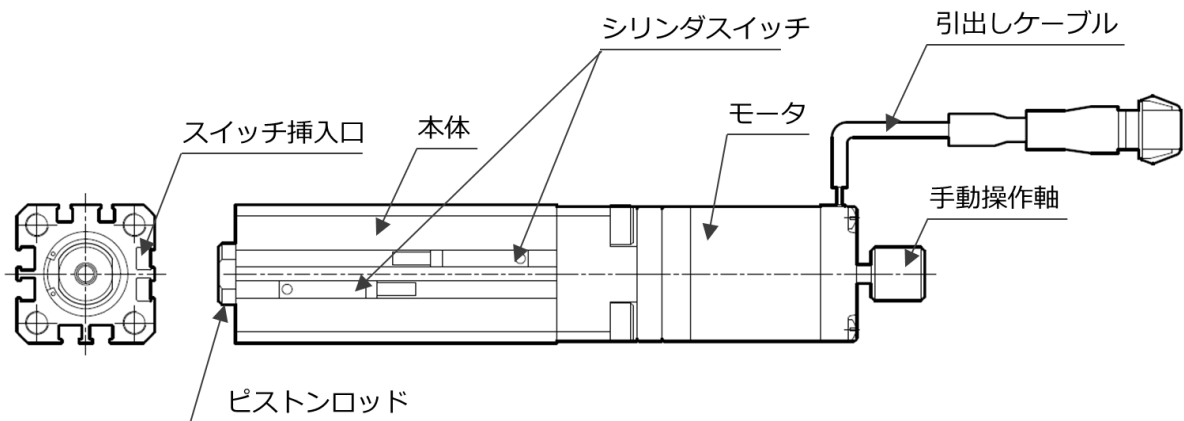 シリンダスイッチ
引出しケーブル
スイッチ挿入口
本体
モータ
手動操作軸
ピストンロッド